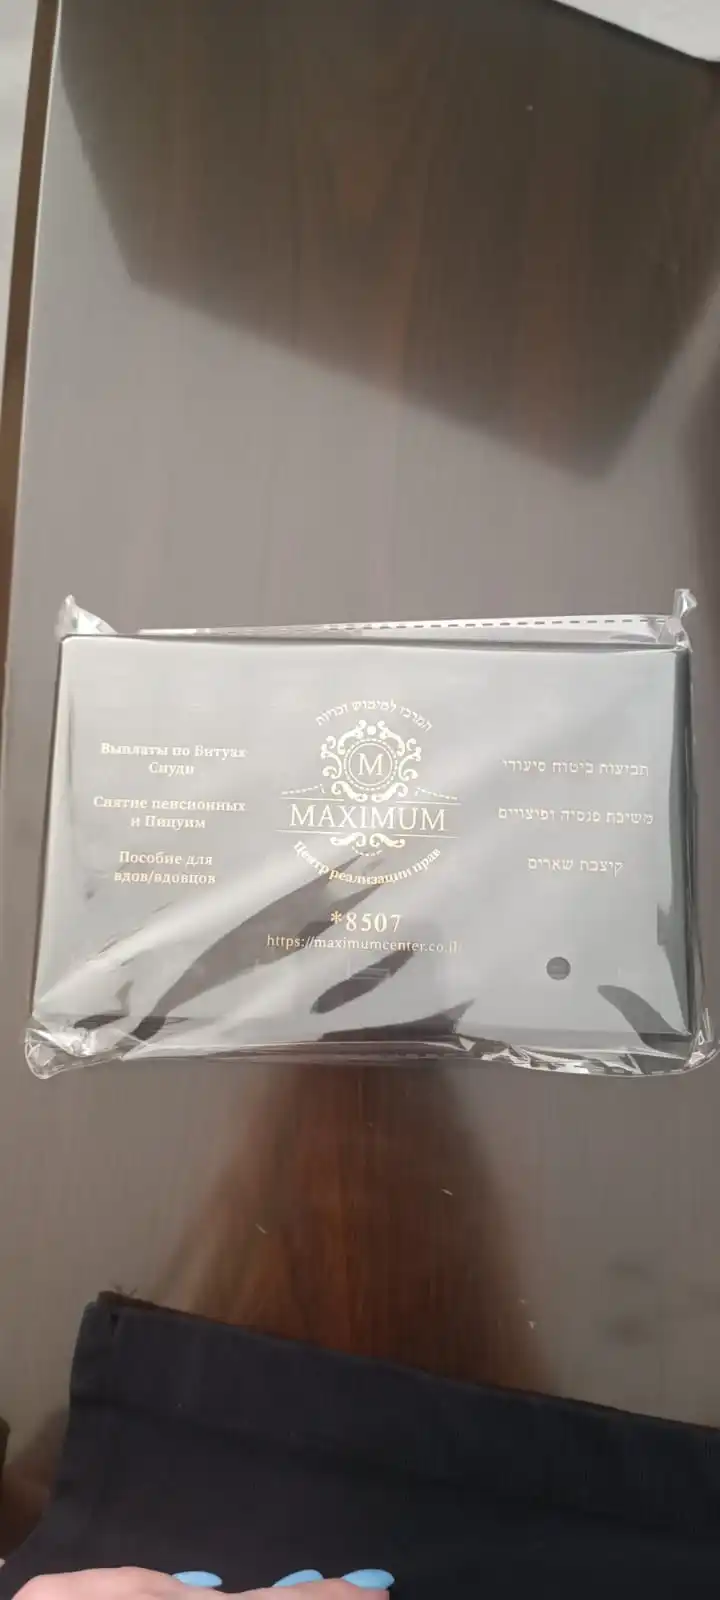 Выплаты по Битуах
Сиуди
Снятие пенсионных
и Пицуим
Пособие для
вдов/вдовцов
המרכז למימוש זכויות
M
MAXIMUM
Центр реализации прав
*8507
https://maximumcenter.co.il/
תביעות ביטוח סיעודי
משיכת פנסיה ופיצויים
קיצבת שארים